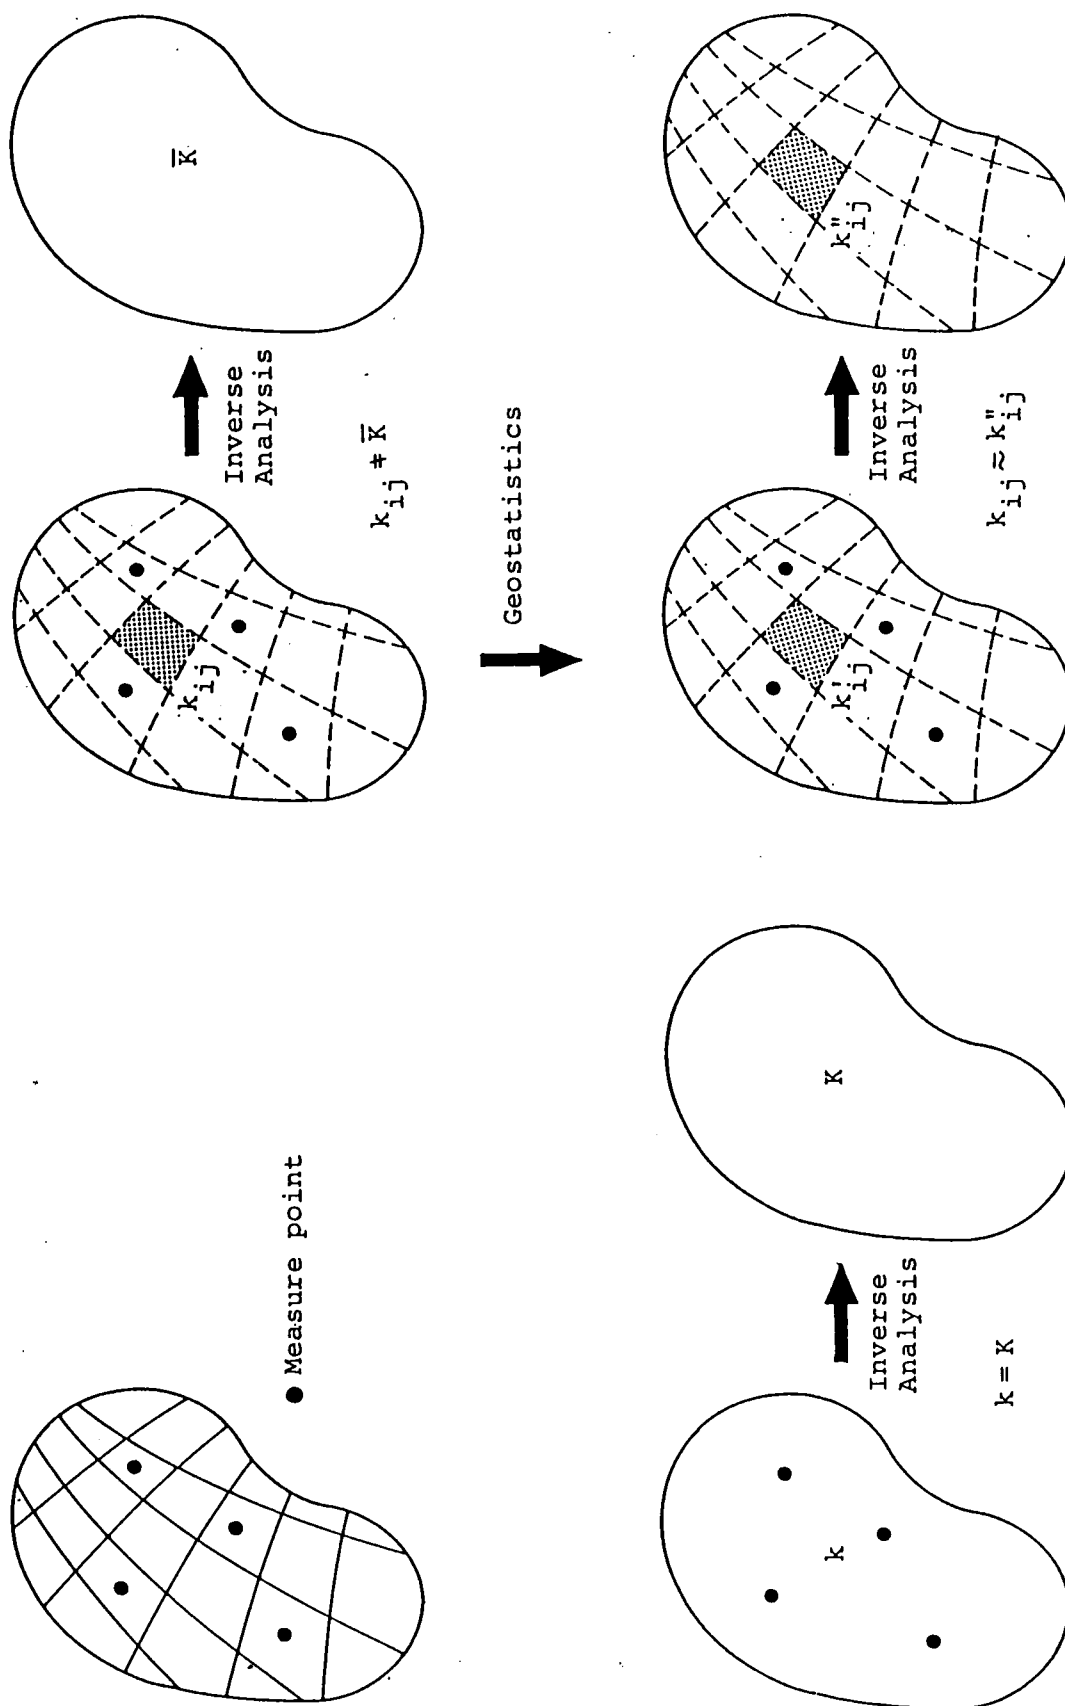 K̄
k_ij
Inverse
Analysis
Measure point
k_ij ≠ K̄
Geostatistics
k
K
k'_ij
k"_ij
Inverse
Analysis
Inverse
Analysis
k = K
k_ij ≈ k"_ij